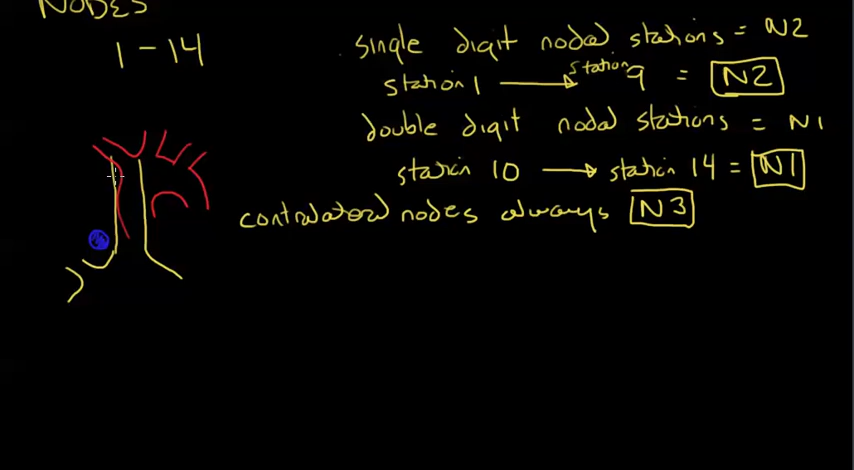 NODES
1 - 14
single digit nodal stations = N2
station 1 → station 9 = N2
double digit nodal stations = N1
station 10 → station 14 = N1
contralateral nodes always N3